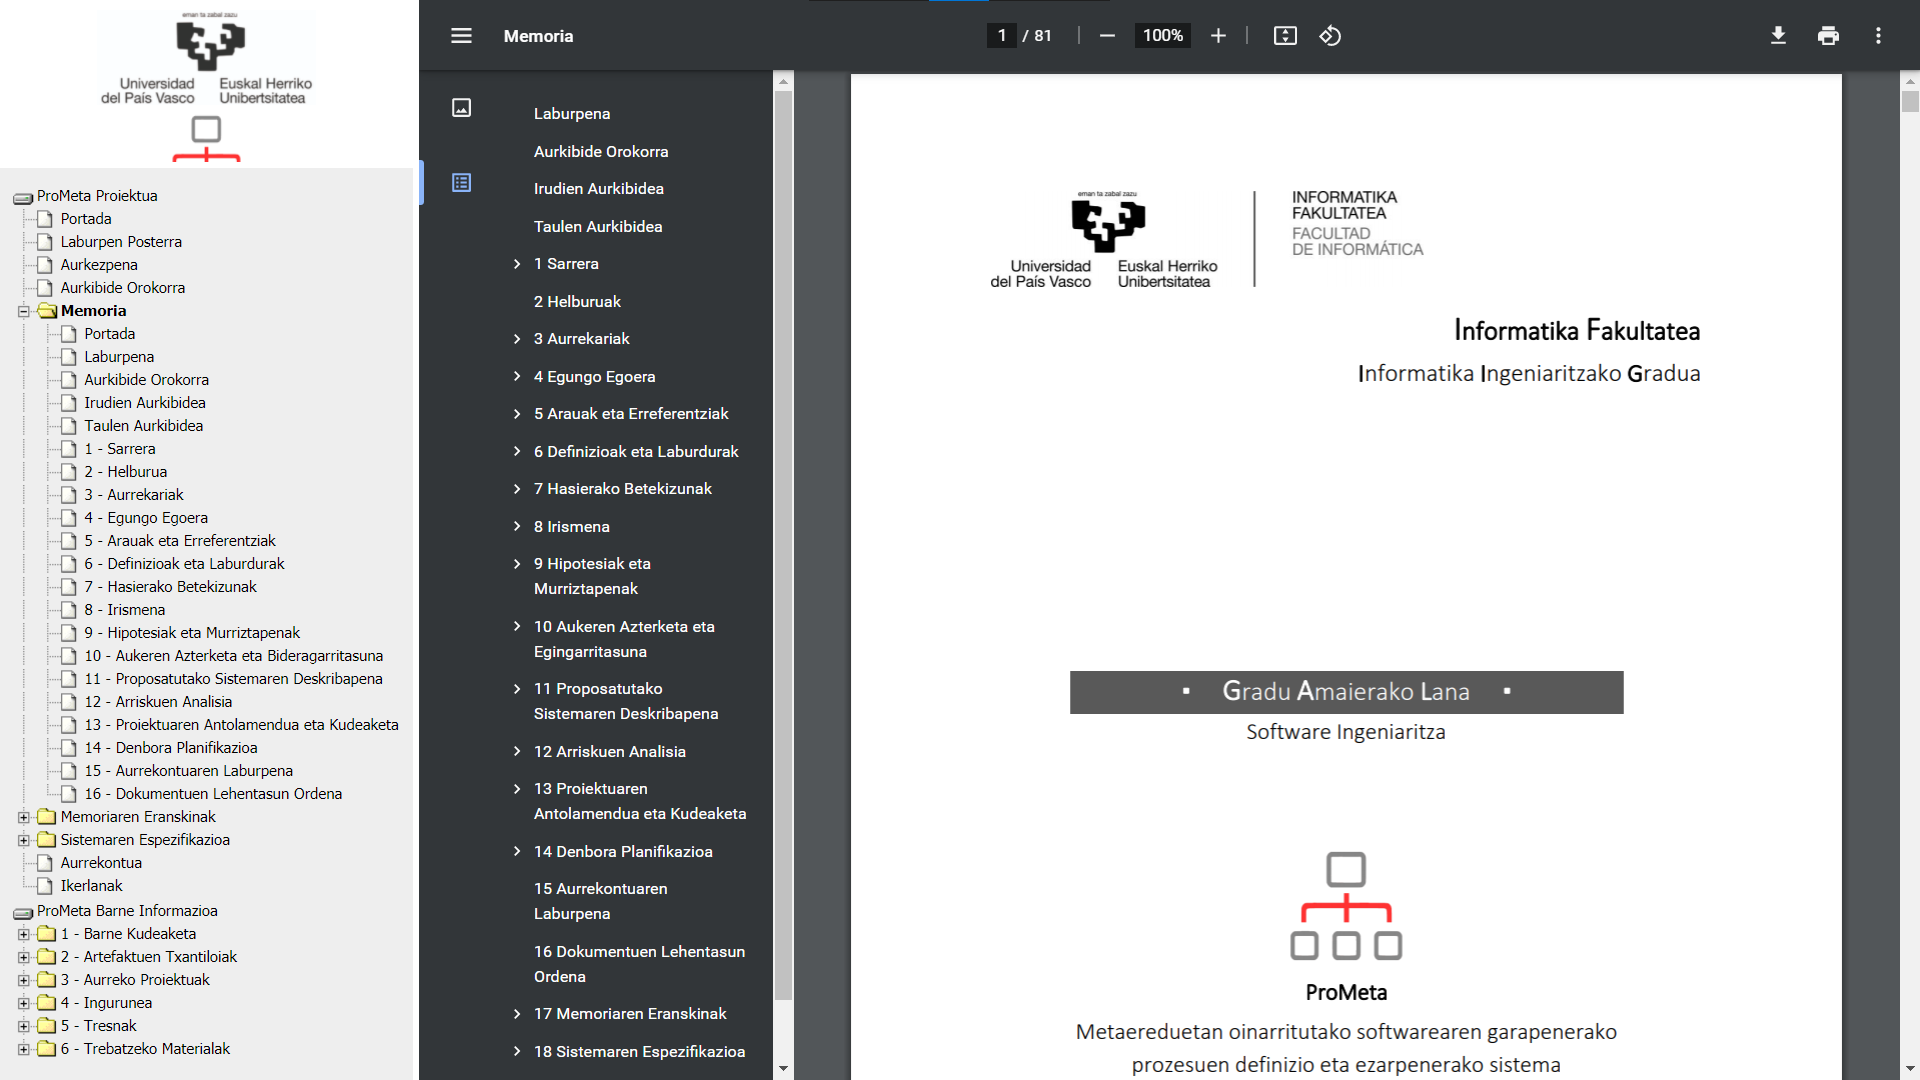 eman ta zabal zazu
Universidad
del País Vasco
Euskal Herriko
Unibertsitatea
ProMeta Proiektua
Portada
Laburpen Posterra
Aurkezpena
Aurkibide Orokorra
Memoria
Portada
Laburpena
Aurkibide Orokorra
Irudien Aurkibidea
Taulen Aurkibidea
1 - Sarrera
2 - Helburua
3 - Aurrekariak
4 - Egungo Egoera
5 - Arauak eta Erreferentziak
6 - Definizioak eta Laburdurak
7 - Hasierako Betekizunak
8 - Irismena
9 - Hipotesiak eta Murriztapenak
10 - Aukeren Azterketa eta Bideragarritasuna
11 - Proposatutako Sistemaren Deskribapena
12 - Arriskuen Analisia
13 - Proiektuaren Antolamendua eta Kudeaketa
14 - Denbora Planifikazioa
15 - Aurrekontuaren Laburpena
16 - Dokumentuen Lehentasun Ordena
Memoriaren Eranskinak
Sistemaren Espezifikazioa
Aurrekontua
Ikerlanak
ProMeta Barne Informazioa
1 - Barne Kudeaketa
2 - Artefaktuen Txantiloiak
3 - Aurreko Proiektuak
4 - Ingurunea
5 - Tresnak
6 - Trebatzeko Materialak
Memoria
1 / 81
100%
Laburpena
Aurkibide Orokorra
Irudien Aurkibidea
Taulen Aurkibidea
1 Sarrera
2 Helburuak
3 Aurrekariak
4 Egungo Egoera
5 Arauak eta Erreferentziak
6 Definizioak eta Laburdurak
7 Hasierako Betekizunak
8 Irismena
9 Hipotesiak eta
Murriztapenak
10 Aukeren Azterketa eta
Egingarritasuna
11 Proposatutako
Sistemaren Deskribapena
12 Arriskuen Analisia
13 Proiektuaren
Antolamendua eta Kudeaketa
14 Denbora Planifikazioa
15 Aurrekontuaren
Laburpena
16 Dokumentuen Lehentasun
Ordena
17 Memoriaren Eranskinak
18 Sistemaren Espezifikazioa
eman ta zabal zazu
Universidad
del País Vasco
Euskal Herriko
Unibertsitatea
INFORMATIKA
FAKULTATEA
FACULTAD
DE INFORMÁTICA
Informatika Fakultatea
Informatika Ingeniaritzako Gradua
▪ Gradu Amaierako Lana ▪
Software Ingeniaritza
ProMeta
Metaereduetan oinarritutako softwarearen garapenerako
prozesuen definizio eta ezarpenerako sistema